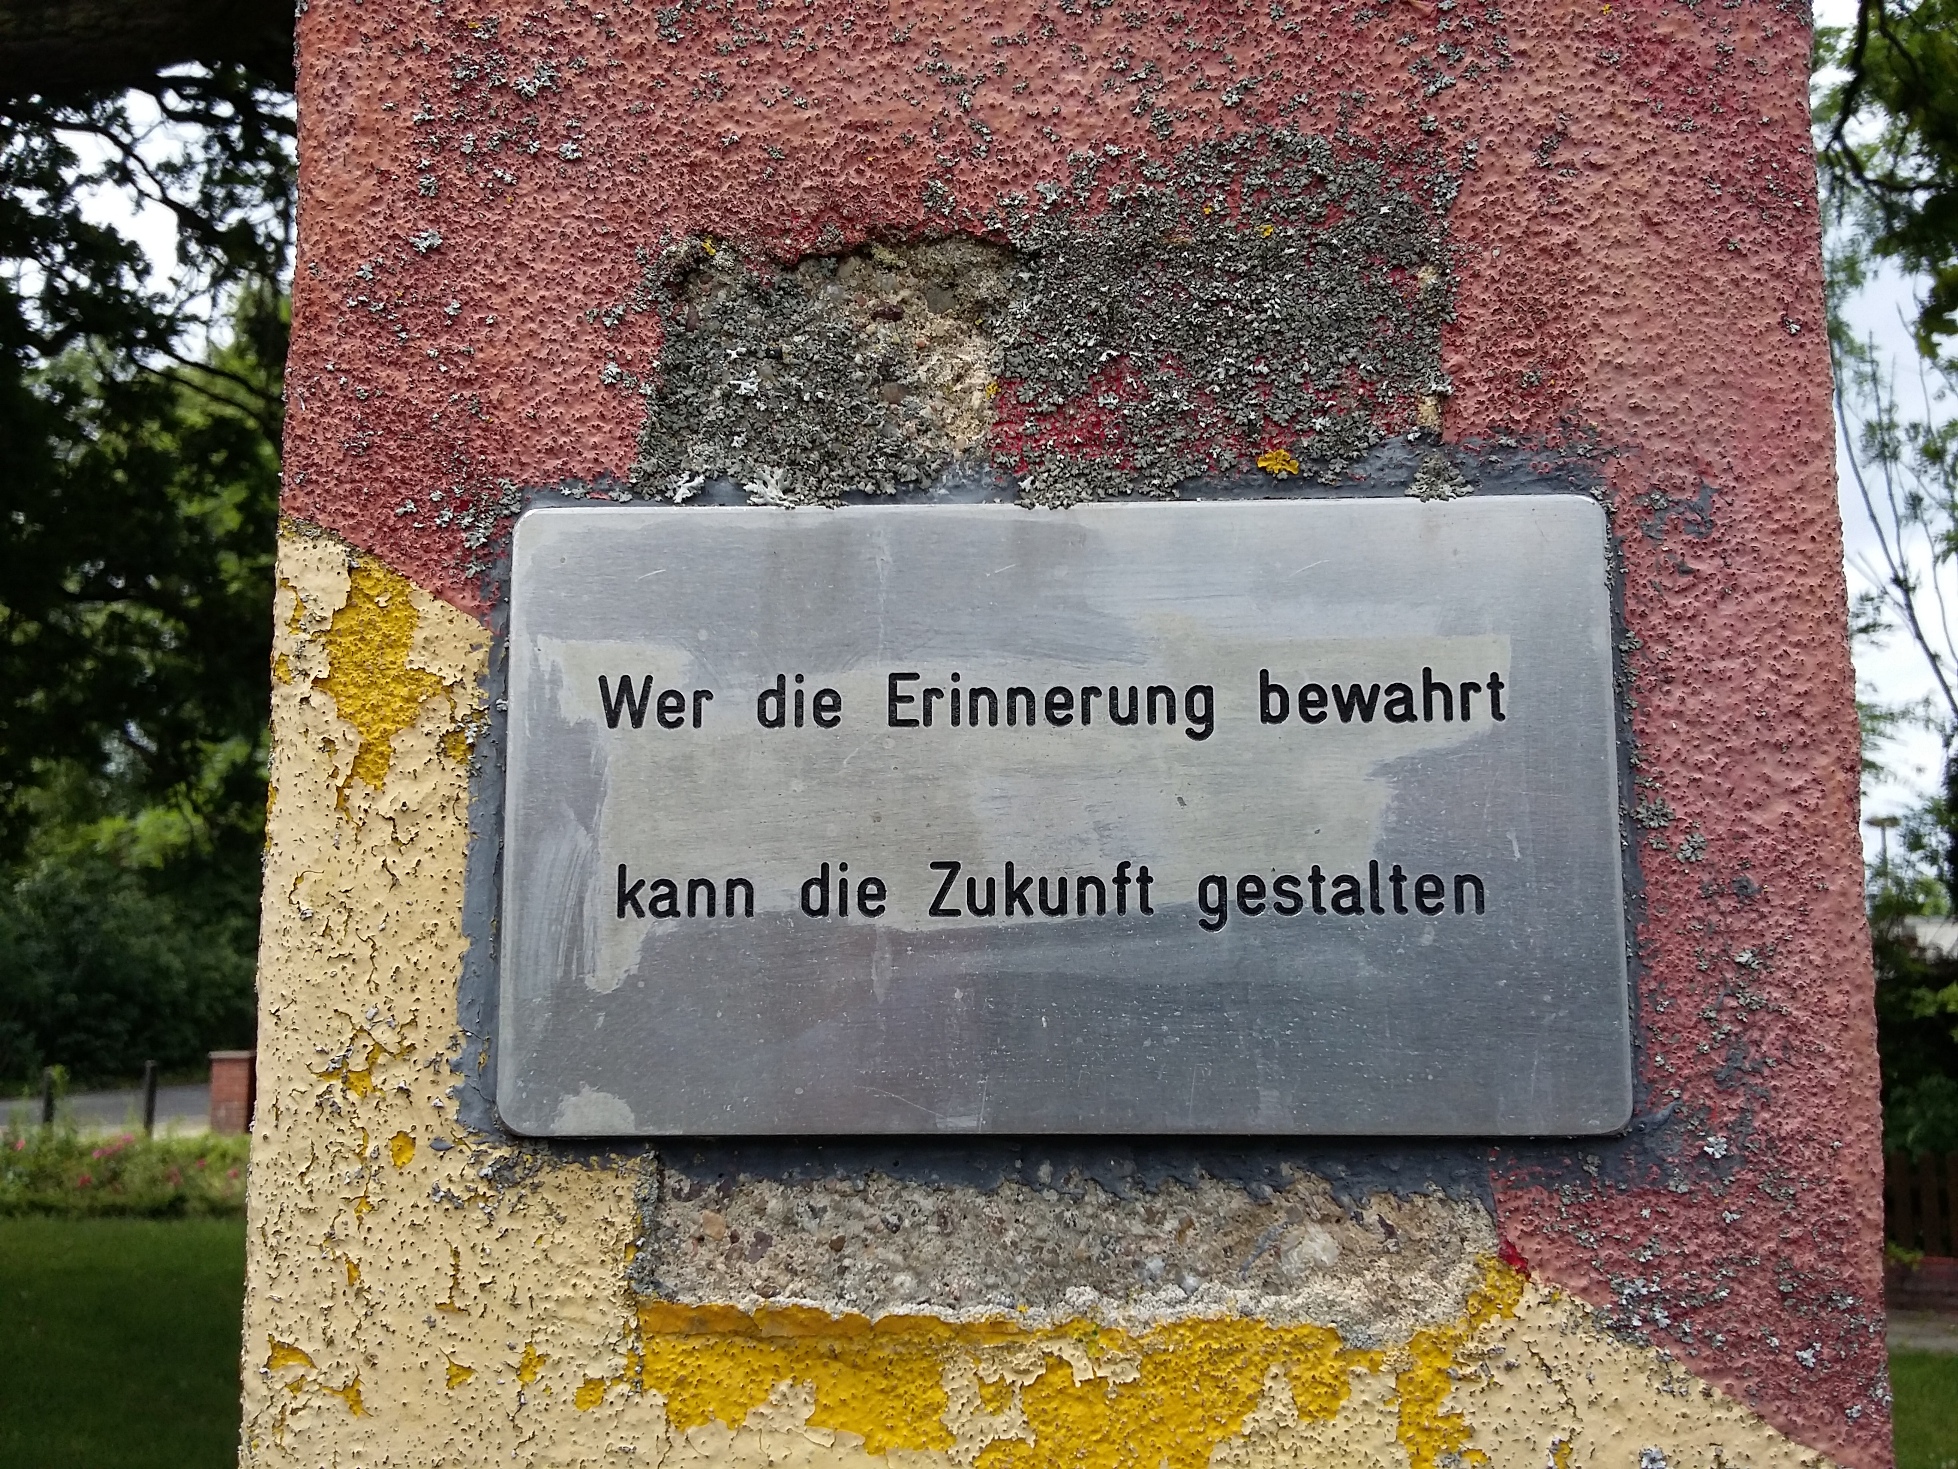 Wer die Erinnerung bewahrt
kann die Zukunft gestalten